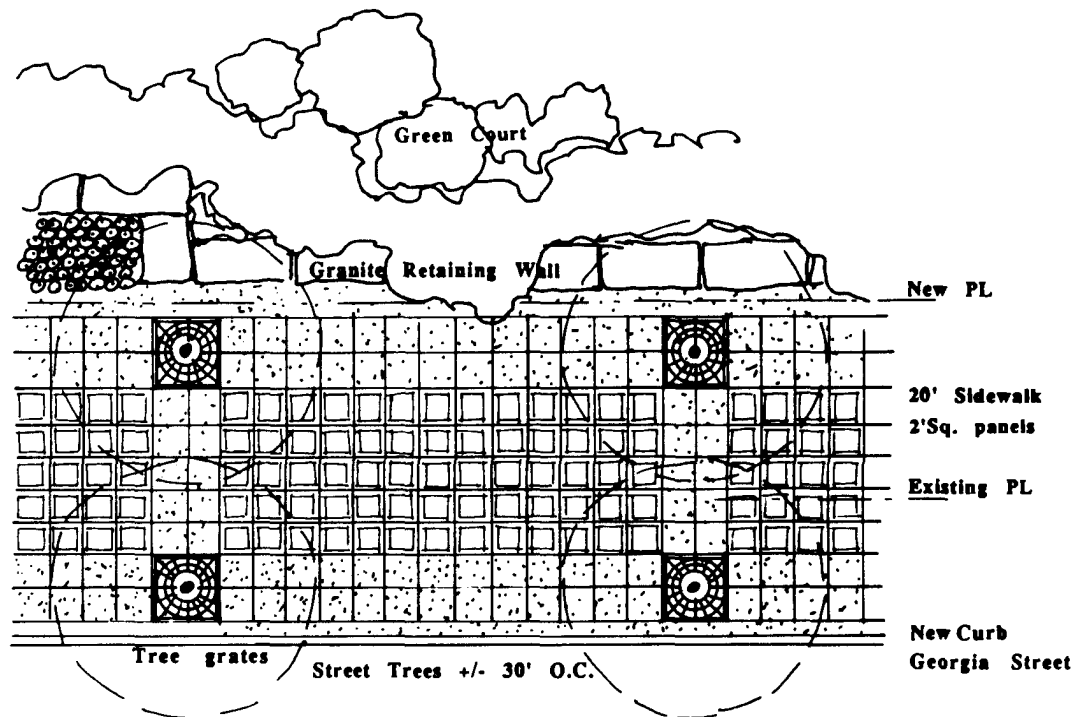 Green Court
Granite Retaining Wall
New PL
20' Sidewalk
2'Sq. panels
Existing PL
New Curb
Georgia Street
Tree grates
Street Trees +/- 30' O.C.